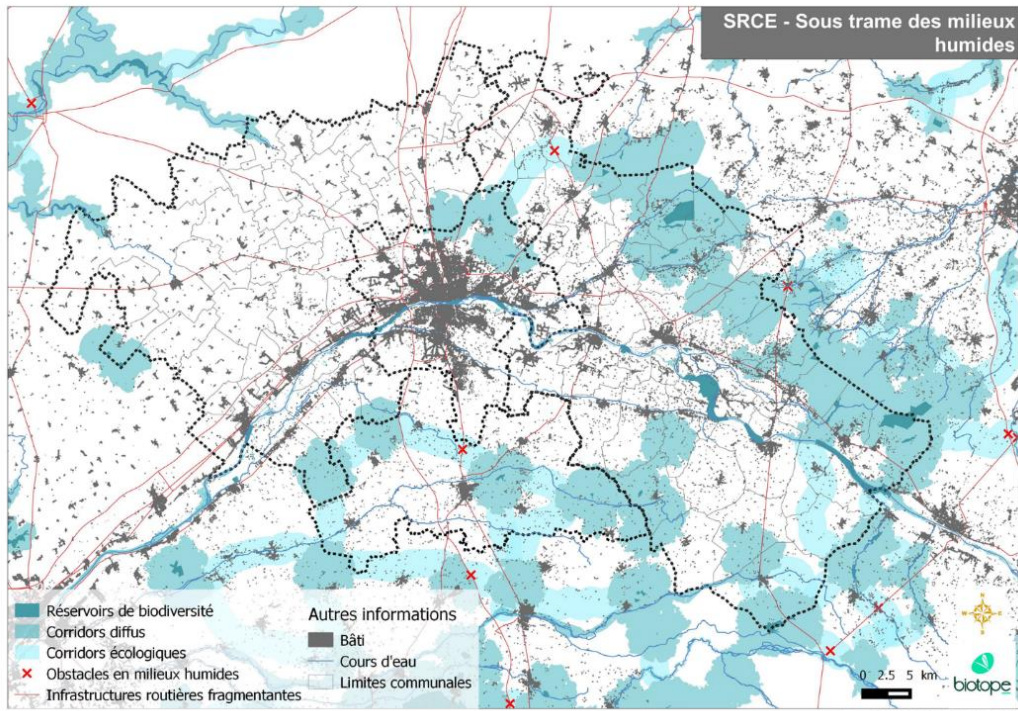 SRCE - Sous trame des milieux
humides
Réservoirs de biodiversité
Corridors diffus
Corridors écologiques
Obstacles en milieux humides
Infrastructures routières fragmentantes
Autres informations
Bâti
Cours d'eau
Limites communales
0 2.5 5 km
biotope